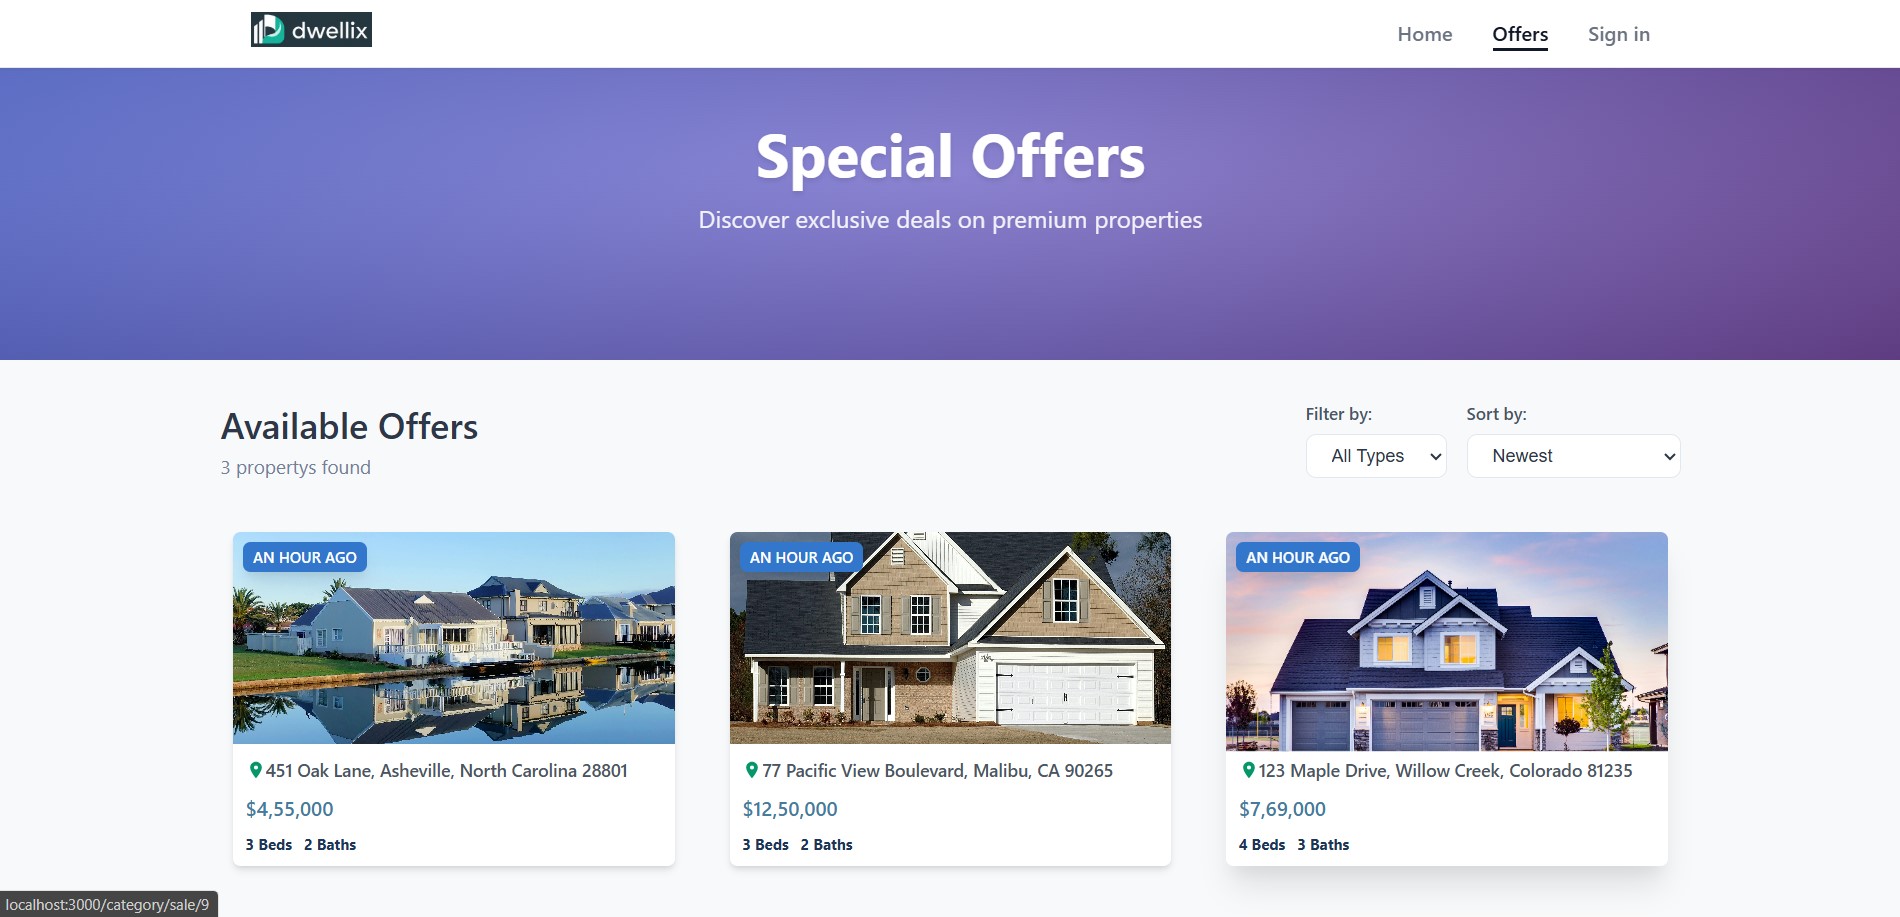 dwellix
Home
Offers
Sign in
Special Offers
Discover exclusive deals on premium properties
Available Offers
3 propertys found
Filter by:
All Types
Sort by:
Newest
AN HOUR AGO
451 Oak Lane, Asheville, North Carolina 28801
$4,55,000
3 Beds 2 Baths
AN HOUR AGO
77 Pacific View Boulevard, Malibu, CA 90265
$12,50,000
3 Beds 2 Baths
AN HOUR AGO
123 Maple Drive, Willow Creek, Colorado 81235
$7,69,000
4 Beds 3 Baths
localhost:3000/category/sale/9